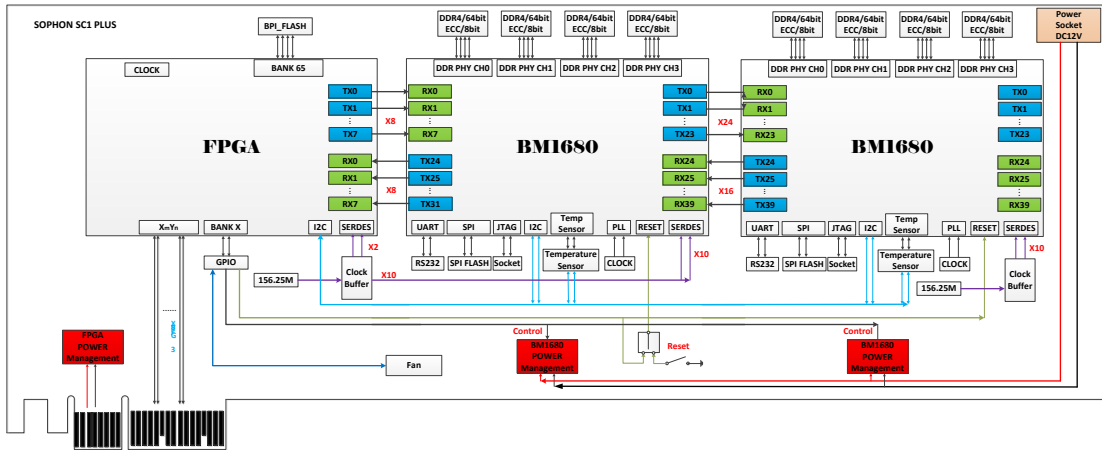 SOPHON SC1 PLUS
BPI_FLASH
DDR4/64bit
ECC/8bit
DDR4/64bit
ECC/8bit
DDR4/64bit
ECC/8bit
DDR4/64bit
ECC/8bit
DDR4/64bit
ECC/8bit
DDR4/64bit
ECC/8bit
DDR4/64bit
ECC/8bit
DDR4/64bit
ECC/8bit
Power
Socket
DC12V
CLOCK
BANK 65
DDR PHY CH0
DDR PHY CH1
DDR PHY CH2
DDR PHY CH3
DDR PHY CH0
DDR PHY CH1
DDR PHY CH2
DDR PHY CH3
FPGA
TX0
TX1
TX7
RX0
RX1
RX7
X8
X8
RX0
RX1
RX7
TX24
TX25
TX31
BM1680
TX0
TX1
TX23
RX24
RX25
RX39
X24
X16
RX0
RX1
RX23
TX24
TX25
TX39
BM1680
TX0
TX1
TX23
RX24
RX25
RX39
XmYn
BANK X
I2C
SERDES
UART
SPI
JTAG
I2C
Temp
Sensor
PLL
RESET
SERDES
UART
SPI
JTAG
I2C
Temp
Sensor
PLL
RESET
SERDES
GPIO
X2
RS232
SPI FLASH
Socket
Temperature
Sensor
CLOCK
X10
RS232
SPI FLASH
Socket
Temperature
Sensor
CLOCK
X10
156.25M
Clock
Buffer
X10
156.25M
Clock
Buffer
FPGA
POWER
Management
Fan
Control
BM1680
POWER
Management
Reset
Control
BM1680
POWER
Management